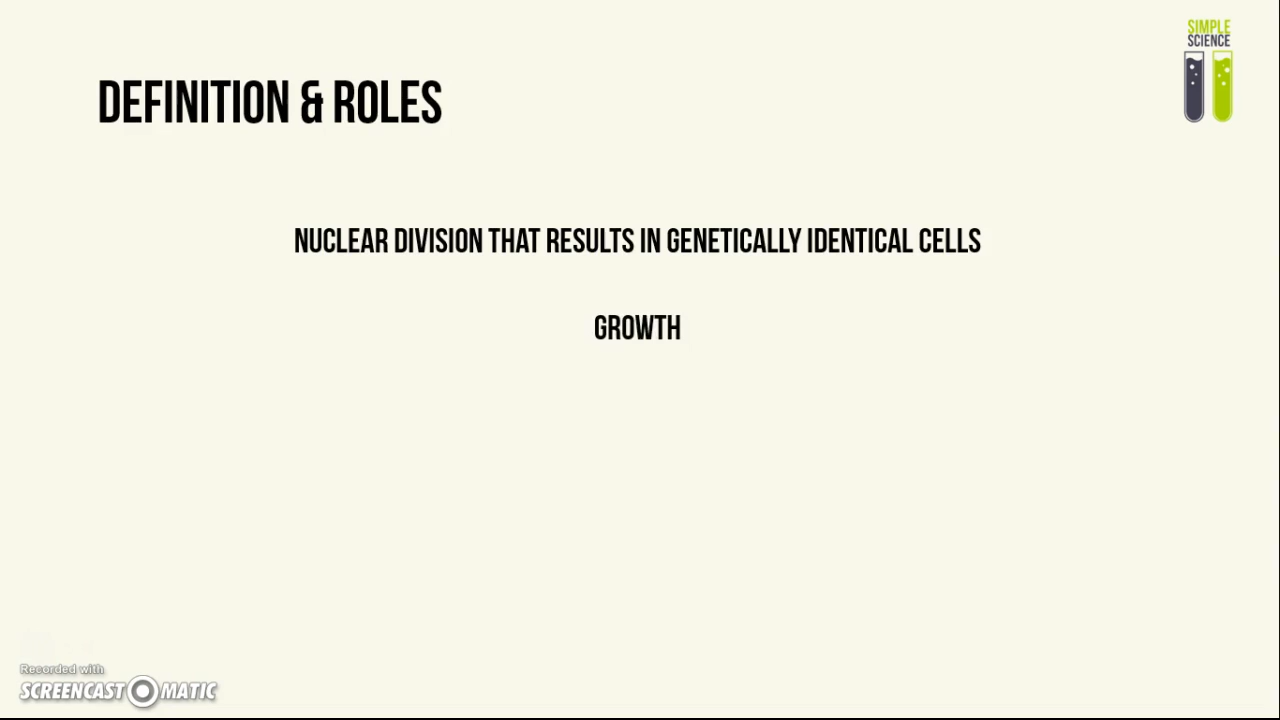 SIMPLE
SCIENCE
DEFINITION & ROLES
NUCLEAR DIVISION THAT RESULTS IN GENETICALLY IDENTICAL CELLS
GROWTH
Recorded with
SCREENCAST MATIC